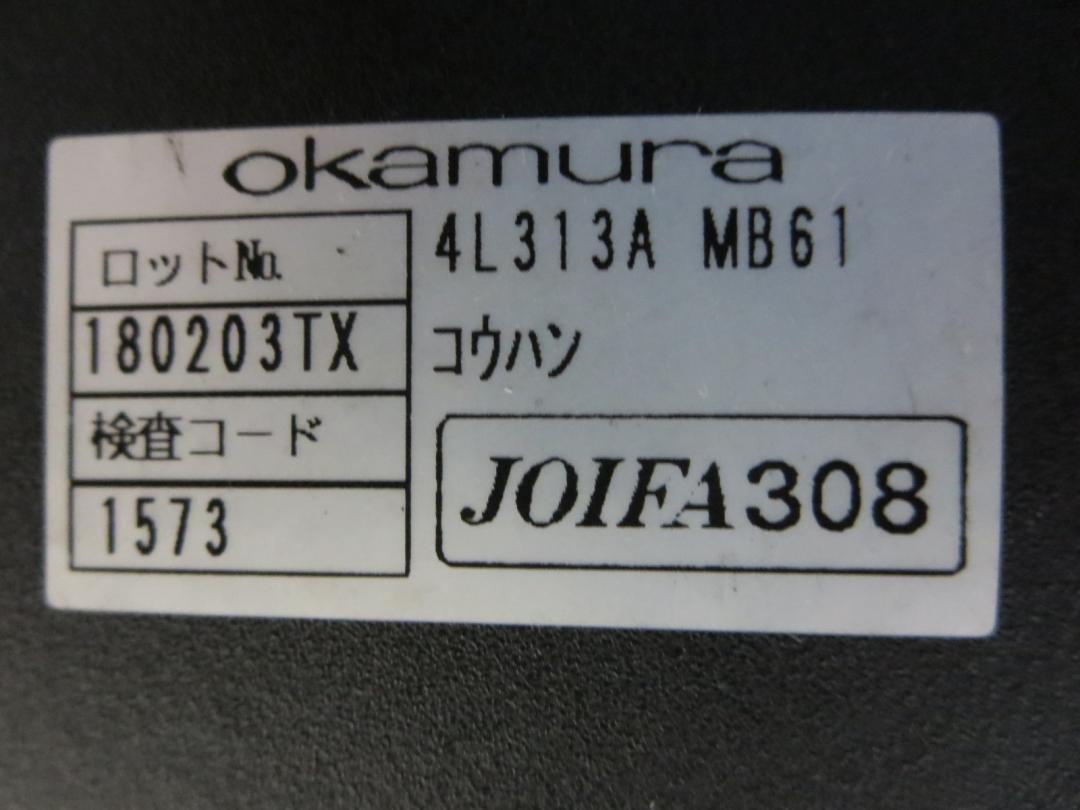 okamura
ロットNo.
180203TX
検査コード
1573
4L313A MB61
コウハン
JOIFA308